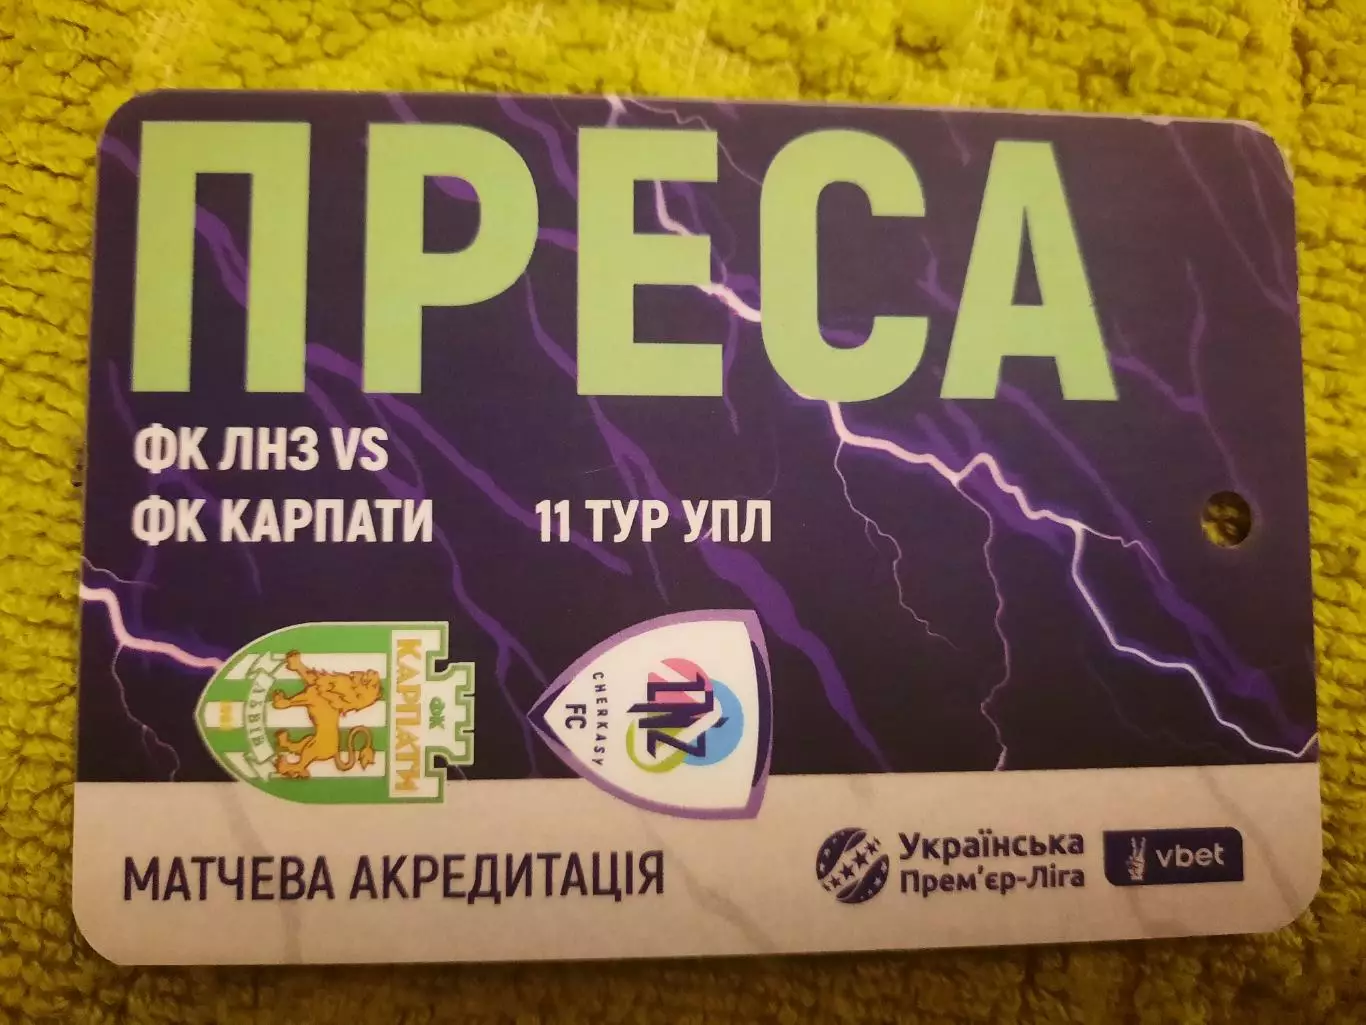 ПРЕСА
ФК ЛНЗ VS
ФК КАРПАТИ
11 ТУР УПЛ
ФК
КАРПАТИ
ЛЬВІВ
LNZ
CHERKASY
FC
МАТЧЕВА АКРЕДИТАЦІЯ
Українська
Прем'єр-Ліга
vbet